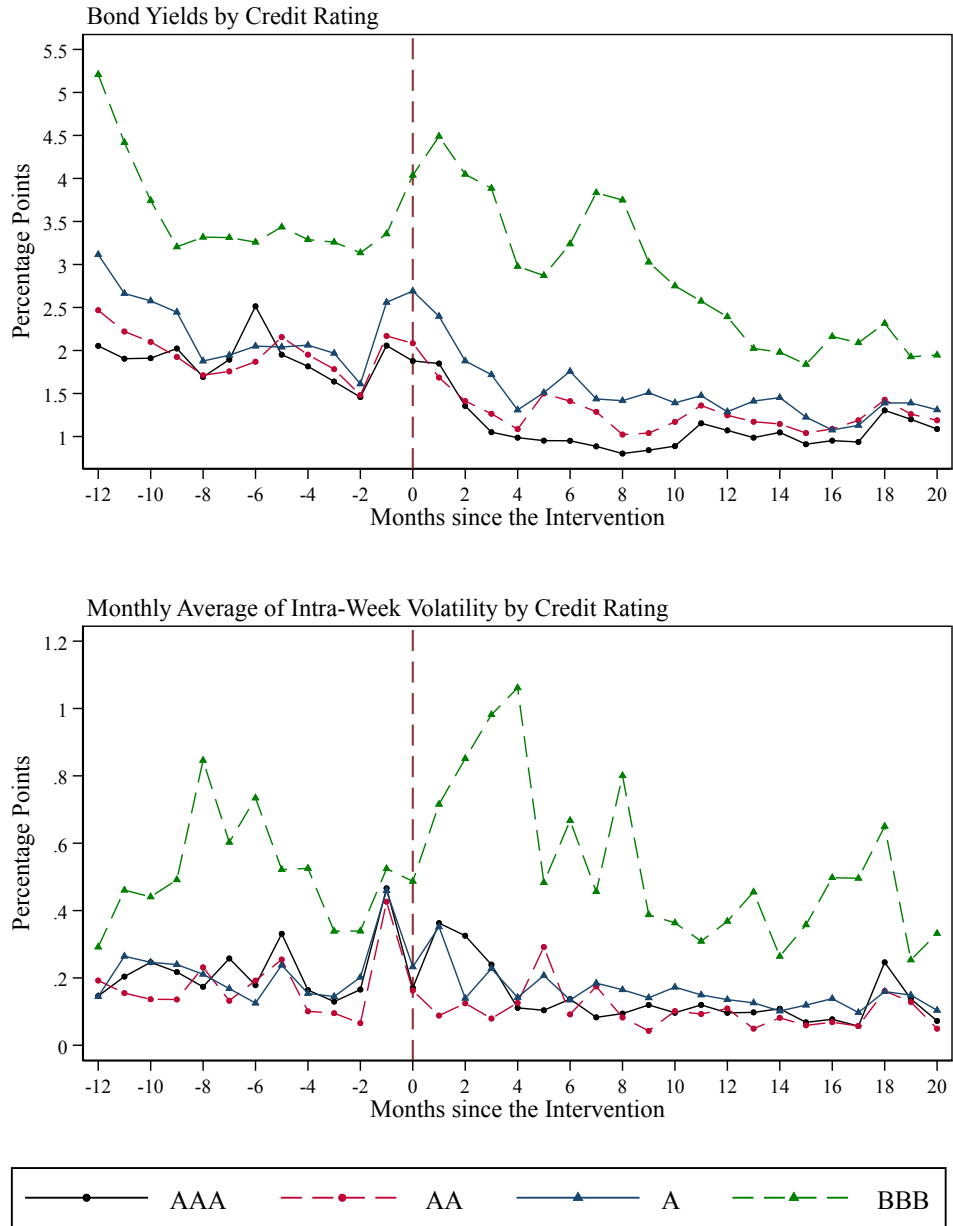 Bond Yields by Credit Rating
5.5
5
4.5
4
3.5
3
2.5
2
1.5
1
Percentage Points
-12 -10 -8 -6 -4 -2 0 2 4 6 8 10 12 14 16 18 20
Months since the Intervention
Monthly Average of Intra-Week Volatility by Credit Rating
1.2
1
.8
.6
.4
.2
0
Percentage Points
-12 -10 -8 -6 -4 -2 0 2 4 6 8 10 12 14 16 18 20
Months since the Intervention
AAA AA A BBB